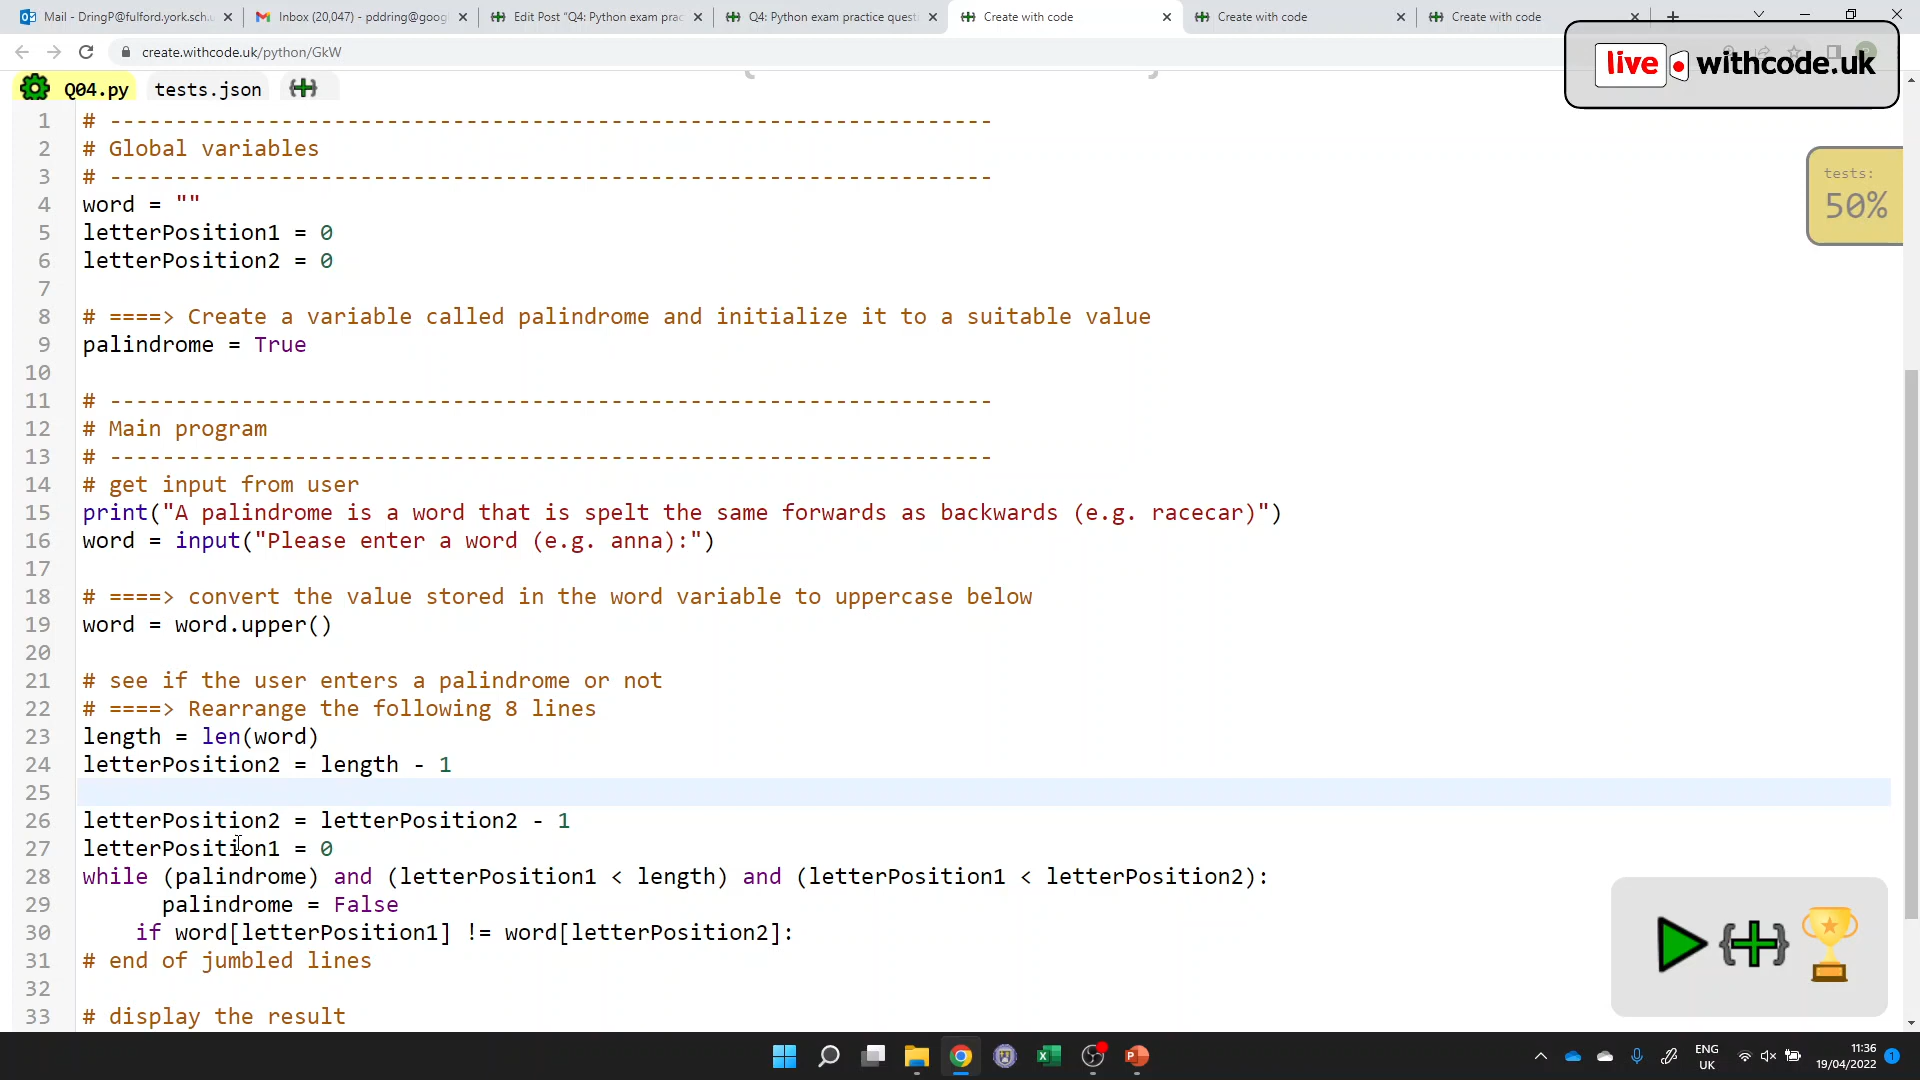 Mail - DringP@fulford.york.sch.u
Inbox (20,047) - pddring@goog
Edit Post "Q4: Python exam prac
Q4: Python exam practice quest
Create with code
Create with code
Create with code
create.withcode.uk/python/GkW
live withcode.uk
Q04.py
tests.json
tests:
50%
1 # -------------------------------------------------------------------
2 # Global variables
3 # -------------------------------------------------------------------
4 word = ""
5 letterPosition1 = 0
6 letterPosition2 = 0
7
8 # ====> Create a variable called palindrome and initialize it to a suitable value
9 palindrome = True
10
11 # -------------------------------------------------------------------
12 # Main program
13 # -------------------------------------------------------------------
14 # get input from user
15 print("A palindrome is a word that is spelt the same forwards as backwards (e.g. racecar)")
16 word = input("Please enter a word (e.g. anna):")
17
18 # ====> convert the value stored in the word variable to uppercase below
19 word = word.upper()
20
21 # see if the user enters a palindrome or not
22 # ====> Rearrange the following 8 lines
23 length = len(word)
24 letterPosition2 = length - 1
25
26 letterPosition2 = letterPosition2 - 1
27 letterPosition1 = 0
28 while (palindrome) and (letterPosition1 < length) and (letterPosition1 < letterPosition2):
29       palindrome = False
30     if word[letterPosition1] != word[letterPosition2]:
31 # end of jumbled lines
32
33 # display the result
ENG
UK
11:36
19/04/2022
1